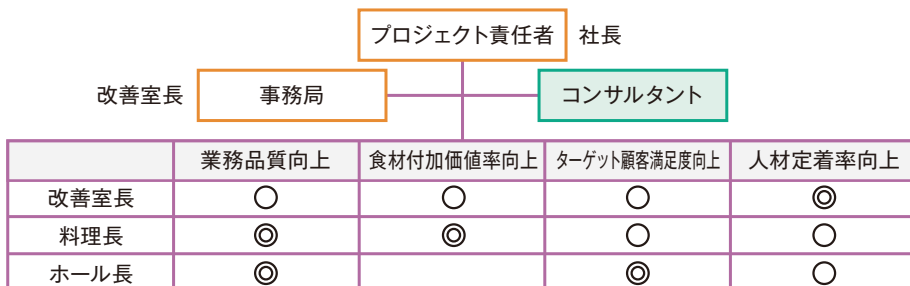 プロジェクト責任者 社長
改善室長 事務局 コンサルタント
業務品質向上 食材付加価値率向上 ターゲット顧客満足度向上 人材定着率向上
改善室長 ○ ○ ○ ◎
料理長 ◎ ◎ ○ ○
ホール長 ◎ ◎ ○